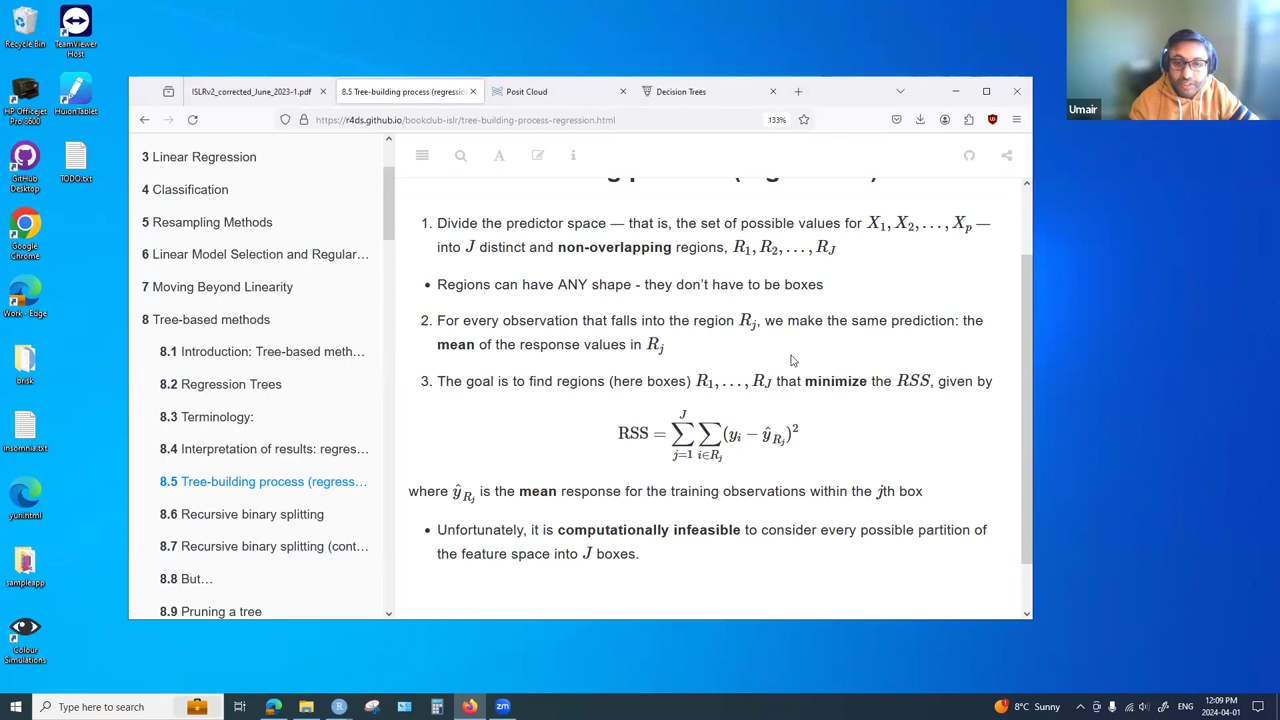 Recycle Bin
TeamViewer Host
HP Officejet Pro 3600
HuionTablet
GitHub Desktop
TODO.txt
Google Chrome
Work - Edge
brisk
insomnia.txt
yuri.html
sampleapp
Colour Simulations
ISLRv2_corrected_June_2023-1.pdf
8.5 Tree-building process (regressio
Posit Cloud
Decision Trees
https://r4ds.github.io/bookclub-islr/tree-building-process-regression.html
133%
3 Linear Regression
4 Classification
5 Resampling Methods
6 Linear Model Selection and Regular...
7 Moving Beyond Linearity
8 Tree-based methods
8.1 Introduction: Tree-based meth...
8.2 Regression Trees
8.3 Terminology:
8.4 Interpretation of results: regres...
8.5 Tree-building process (regress...
8.6 Recursive binary splitting
8.7 Recursive binary splitting (cont...
8.8 But...
8.9 Pruning a tree
1. Divide the predictor space — that is, the set of possible values for X₁, X₂, . . . , Xₚ —
into J distinct and non-overlapping regions, R₁, R₂, . . . , R_J
• Regions can have ANY shape - they don't have to be boxes
2. For every observation that falls into the region R_j, we make the same prediction: the
mean of the response values in R_j
3. The goal is to find regions (here boxes) R₁, . . . , R_J that minimize the RSS, given by
RSS = ∑_{j=1}^{J} ∑_{i∈R_j} (y_i − ŷ_{R_j})²
where ŷ_{R_j} is the mean response for the training observations within the jth box
• Unfortunately, it is computationally infeasible to consider every possible partition of
the feature space into J boxes.
Umair
Type here to search
8°C Sunny
ENG
12:09 PM
2024-04-01